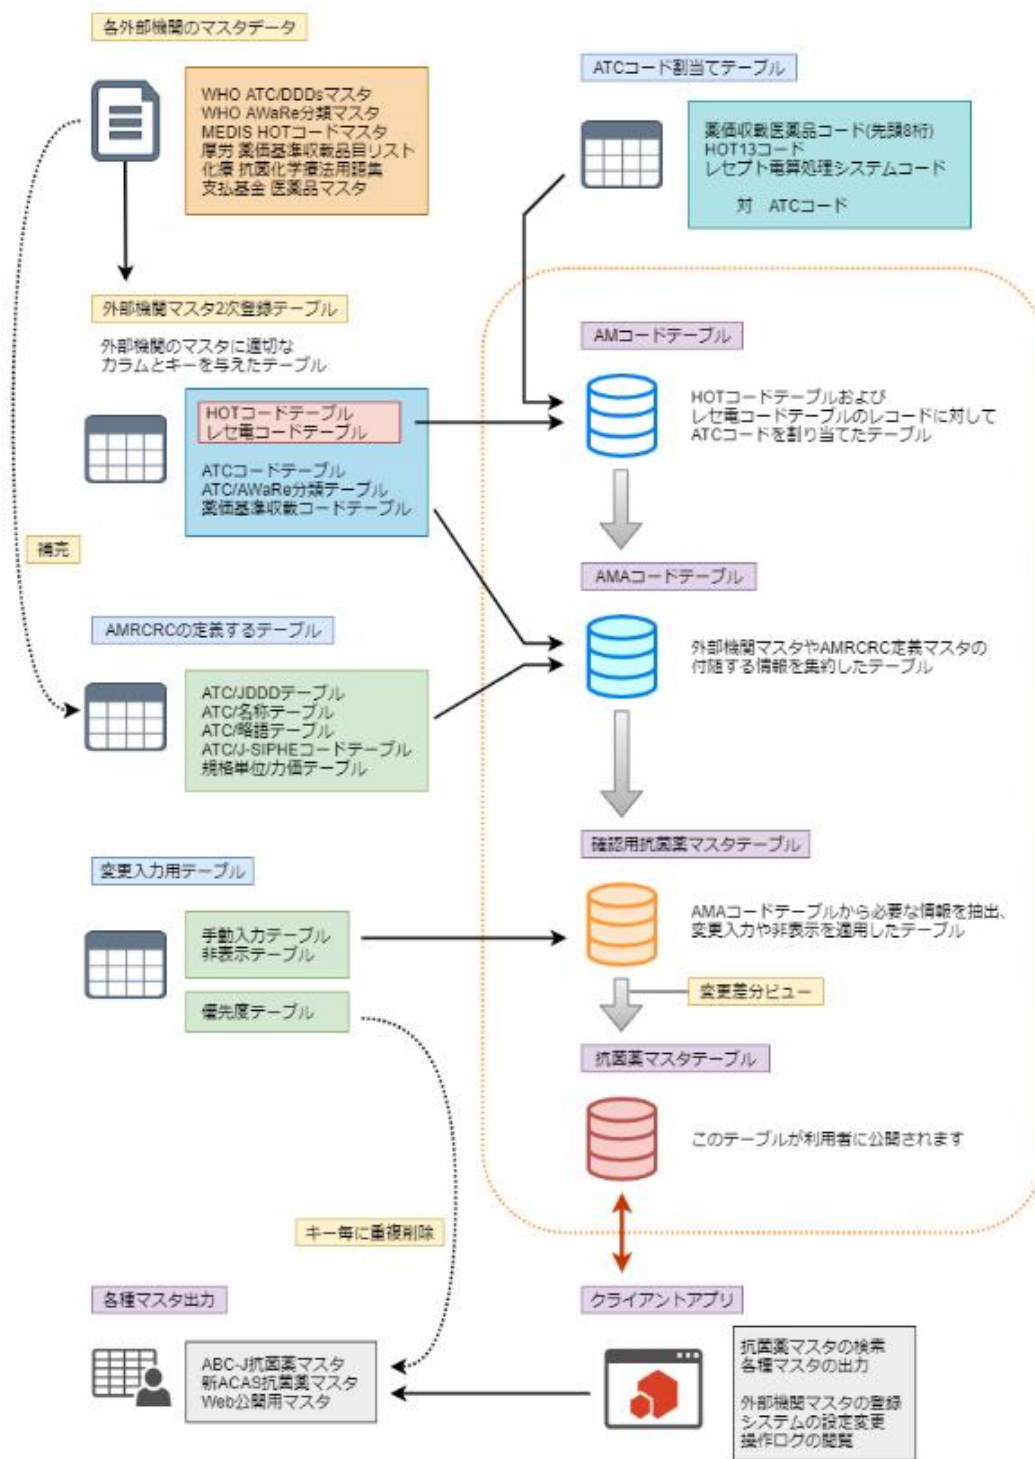 各外部機関のマスタデータ
WHO ATC/DDDsマスタ
WHO AWaRe分類マスタ
MEDIS HOTコードマスタ
厚労 薬価基準収載品目リスト
化療 抗菌化学療法用語集
支払基金 医薬品マスタ
ATCコード割当てテーブル
薬価収載医薬品コード(先頭8桁)
HOT13コード
レセプト電算処理システムコード
対 ATCコード
外部機関マスタ2次登録テーブル
外部機関のマスタに適切な
カラムとキーを与えたテーブル
HOTコードテーブル
レセ電コードテーブル
ATCコードテーブル
ATC/AWaRe分類テーブル
薬価基準収載コードテーブル
AMコードテーブル
HOTコードテーブルおよび
レセ電コードテーブルのレコードに対して
ATCコードを割り当てたテーブル
補充
AMAコードテーブル
外部機関マスタやAMRCRC定義マスタの
付随する情報を集約したテーブル
AMRCRCの定義するテーブル
ATC/JDDDテーブル
ATC/名称テーブル
ATC/略語テーブル
ATC/J-SIPHEコードテーブル
規格単位/力価テーブル
確認用抗菌薬マスタテーブル
AMAコードテーブルから必要な情報を抽出、
変更入力や非表示を適用したテーブル
変更入力用テーブル
手動入力テーブル
非表示テーブル
優先度テーブル
変更差分ビュー
抗菌薬マスタテーブル
このテーブルが利用者に公開されます
キー毎に重複削除
各種マスタ出力
ABC-J抗菌薬マスタ
新ACAS抗菌薬マスタ
Web公開用マスタ
クライアントアプリ
抗菌薬マスタの検索
各種マスタの出力
外部機関マスタの登録
システムの設定変更
操作ログの閲覧